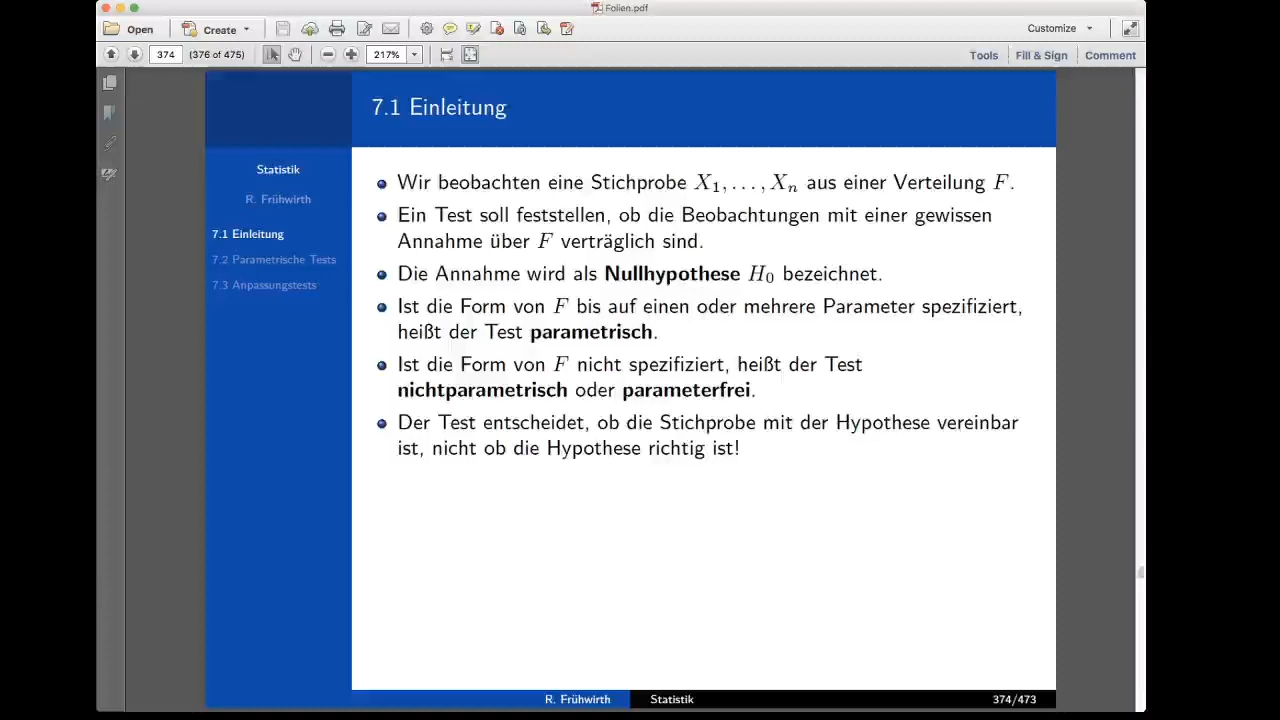 Folien.pdf
Open
Create
Customize
374 (376 of 475)
217%
Tools
Fill & Sign
Comment
7.1 Einleitung
Statistik
R. Frühwirth
7.1 Einleitung
7.2 Parametrische Tests
7.3 Anpassungstests
Wir beobachten eine Stichprobe X₁, . . . , Xₙ aus einer Verteilung F.
Ein Test soll feststellen, ob die Beobachtungen mit einer gewissen
Annahme über F verträglich sind.
Die Annahme wird als Nullhypothese H₀ bezeichnet.
Ist die Form von F bis auf einen oder mehrere Parameter spezifiziert,
heißt der Test parametrisch.
Ist die Form von F nicht spezifiziert, heißt der Test
nichtparametrisch oder parameterfrei.
Der Test entscheidet, ob die Stichprobe mit der Hypothese vereinbar
ist, nicht ob die Hypothese richtig ist!
R. Frühwirth
Statistik
374/473